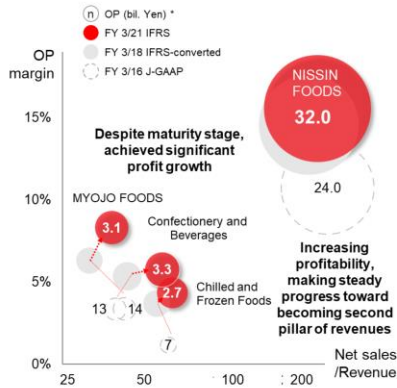 n OP (bil. Yen) *
FY 3/21 IFRS
FY 3/18 IFRS-converted
FY 3/16 J-GAAP
OP
margin
15%
10%
5%
0%
NISSIN
FOODS
32.0
24.0
Despite maturity stage,
achieved significant
profit growth
MYOJO FOODS
3.1
Confectionery and
Beverages
3.3
2.7
Chilled and
Frozen Foods
13
14
7
Increasing
profitability,
making steady
progress toward
becoming second
pillar of revenues
25
50
100
200
Net sales
/Revenue